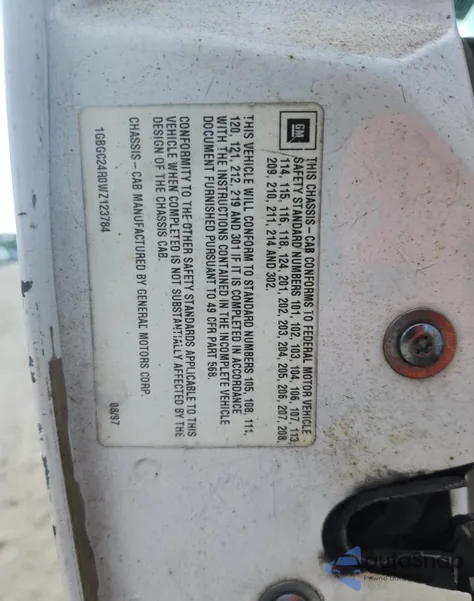 GM
THIS CHASSIS-CAB CONFORMS TO FEDERAL MOTOR VEHICLE
SAFETY STANDARD NUMBERS 101, 102, 103, 104, 106, 107, 113,
114, 115, 116, 118, 124, 201, 202, 203, 204, 205, 206, 207, 208,
209, 210, 211, 214 AND 302.
THIS VEHICLE WILL CONFORM TO STANDARD NUMBERS 105, 108, 111,
120, 121, 212, 219 AND 301 IF IT IS COMPLETED IN ACCORDANCE
WITH THE INSTRUCTIONS CONTAINED IN THE INCOMPLETE VEHICLE
DOCUMENT FURNISHED PURSUANT TO 49 CFR PART 568.
CONFORMITY TO THE OTHER SAFETY STANDARDS APPLICABLE TO THIS
VEHICLE WHEN COMPLETED IS NOT SUBSTANTIALLY AFFECTED BY THE
DESIGN OF THE CHASSIS CAB.
CHASSIS-CAB MANUFACTURED BY GENERAL MOTORS CORP.
08/97
1GBGC24R0WZ123784
autoSnap